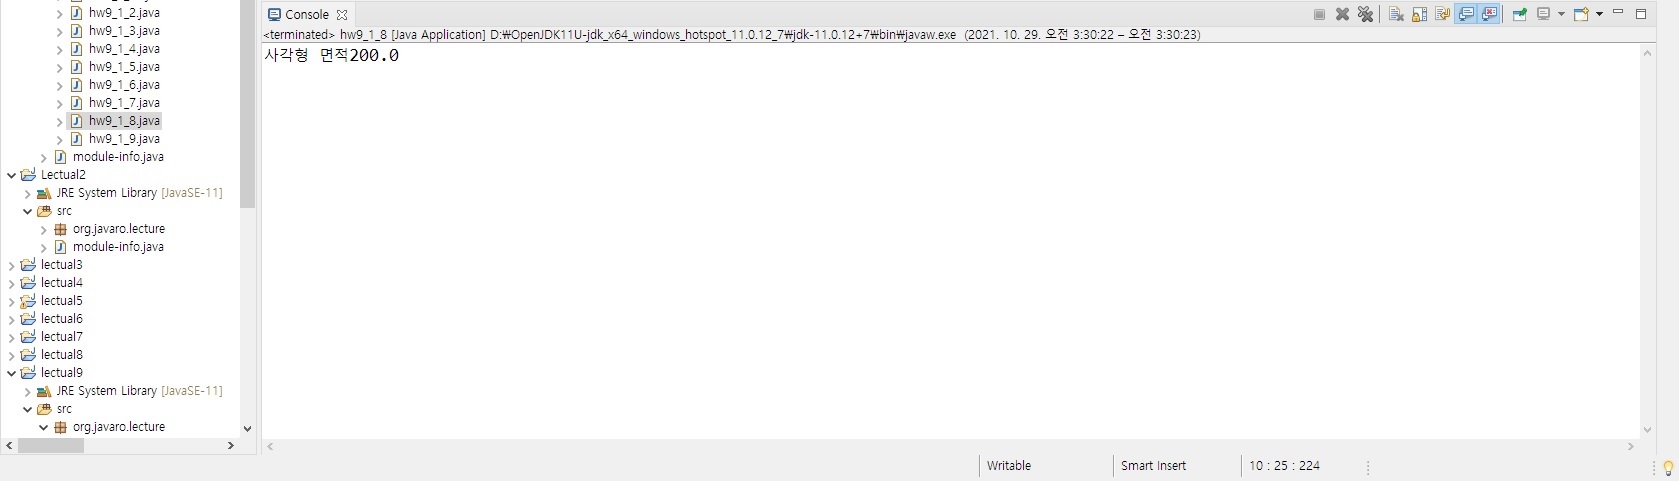 hw9_1_2.java
hw9_1_3.java
hw9_1_4.java
hw9_1_5.java
hw9_1_6.java
hw9_1_7.java
hw9_1_8.java
hw9_1_9.java
module-info.java
Lectual2
JRE System Library [JavaSE-11]
src
org.javaro.lecture
module-info.java
lectual3
lectual4
lectual5
lectual6
lectual7
lectual8
lectual9
JRE System Library [JavaSE-11]
src
org.javaro.lecture
Console
<terminated> hw9_1_8 [Java Application] D:₩OpenJDK11U-jdk_x64_windows_hotspot_11.0.12_7₩jdk-11.0.12+7₩bin₩javaw.exe (2021. 10. 29. 오전 3:30:22 – 오전 3:30:23)
사각형 면적200.0
Writable
Smart Insert
10 : 25 : 224